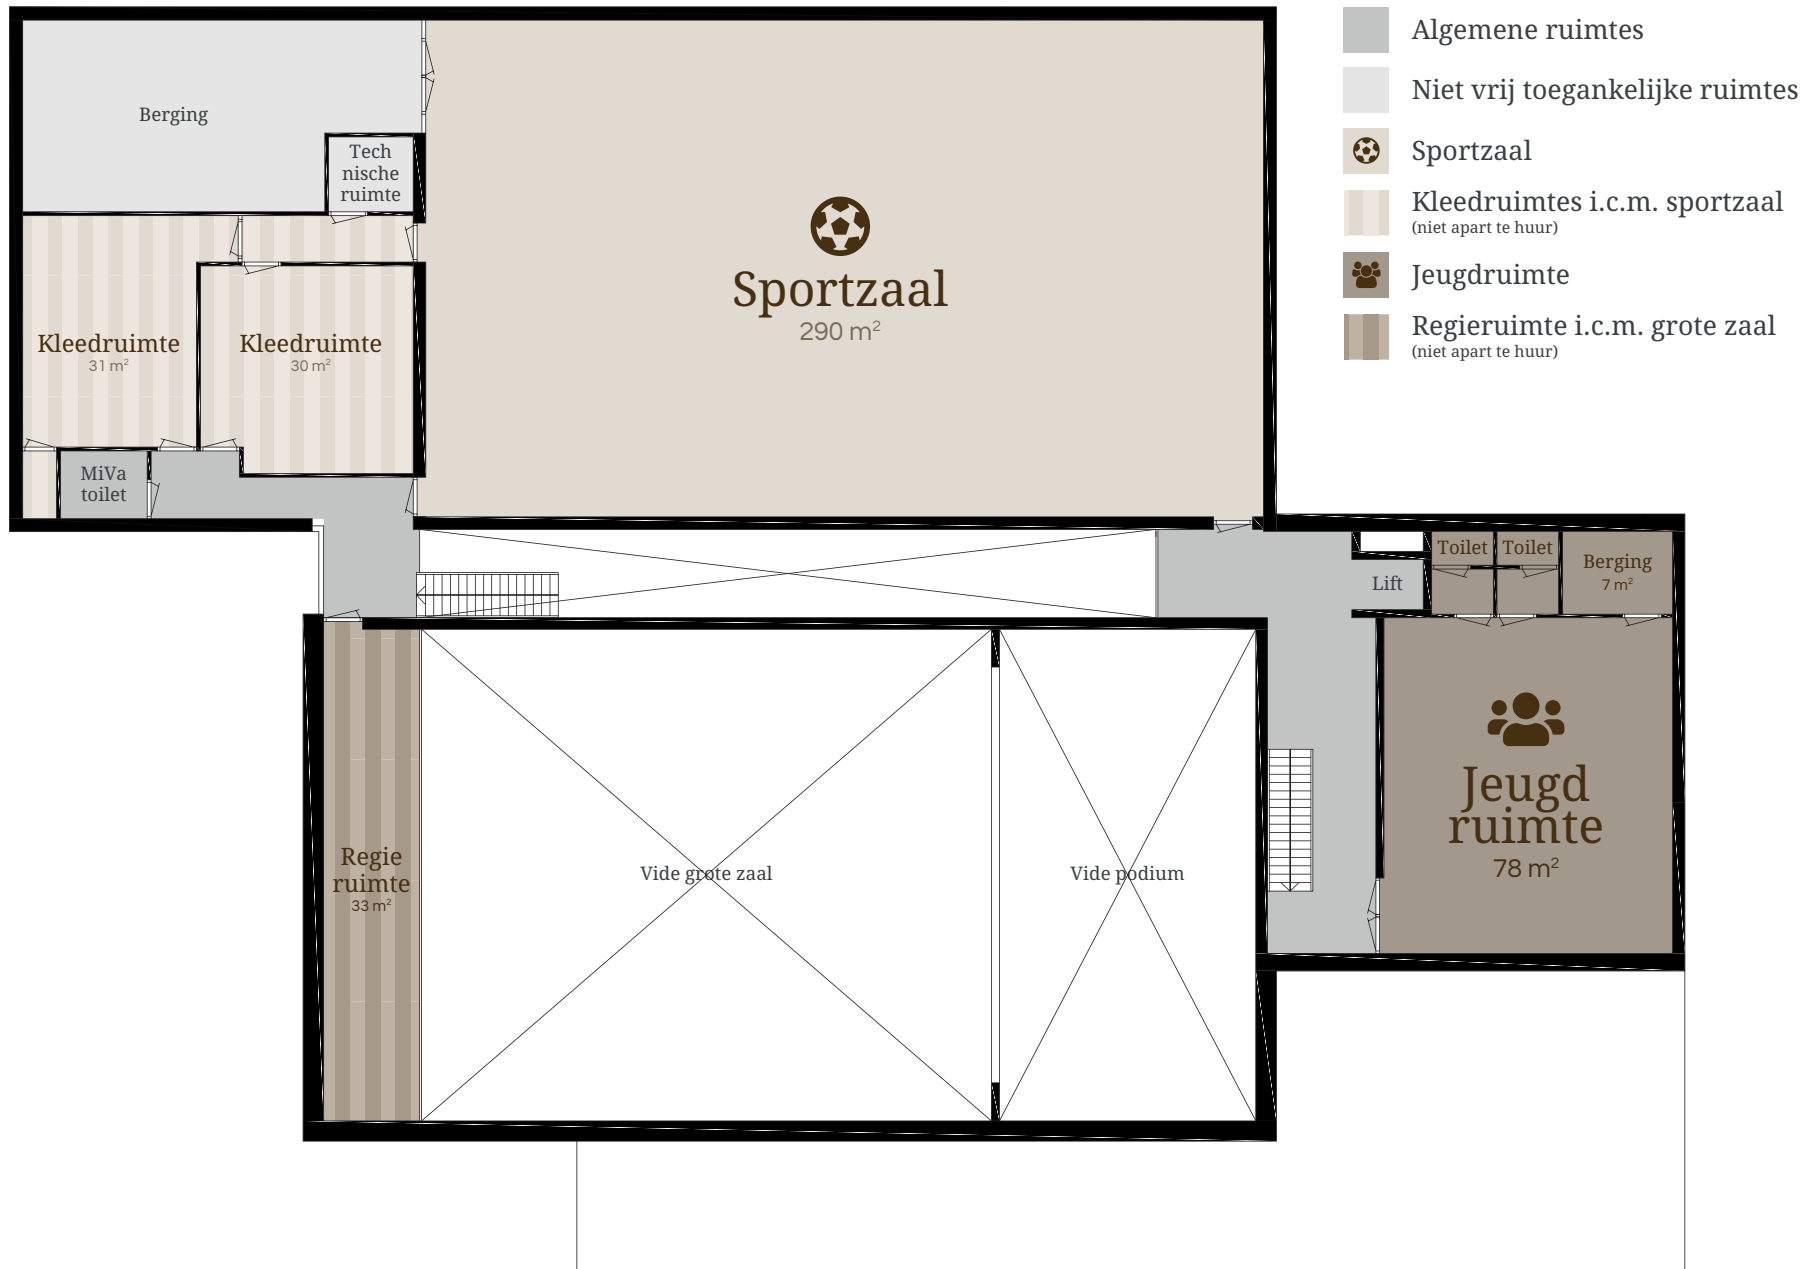 Algemene ruimtes
Niet vrij toegankelijke ruimtes
Sportzaal
Kleedruimtes i.c.m. sportzaal
(niet apart te huur)
Jeugdruimte
Regieruimte i.c.m. grote zaal
(niet apart te huur)
Berging
Tech
nische
ruimte
Sportzaal
290 m²
Kleedruimte
31 m²
Kleedruimte
30 m²
MiVa
toilet
Toilet
Toilet
Berging
7 m²
Lift
Jeugd
ruimte
78 m²
Regie
ruimte
33 m²
Vide grote zaal
Vide podium